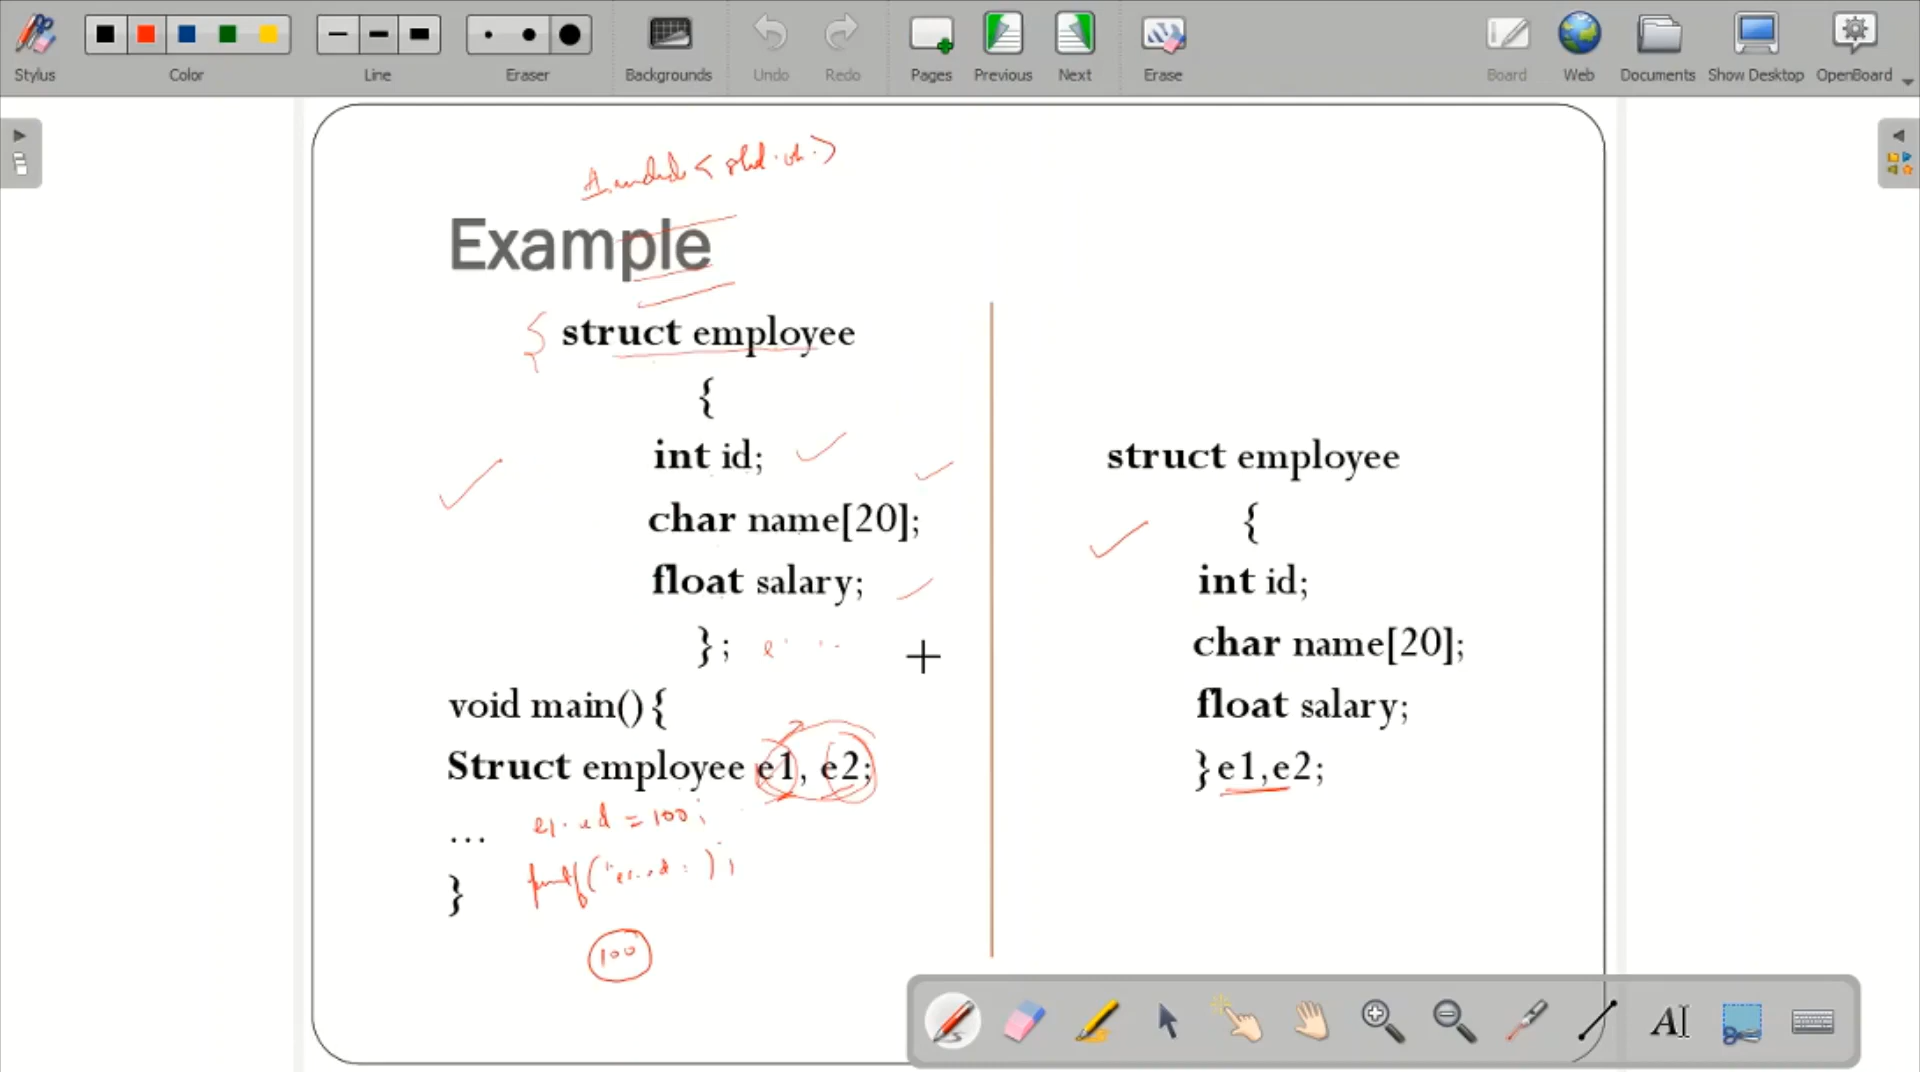 Stylus
Color
Line
Eraser
Backgrounds
Undo
Redo
Pages
Previous
Next
Erase
Board
Web
Documents
Show Desktop
OpenBoard
Example
struct employee
{
int id;
char name[20];
float salary;
};
void main(){
Struct employee e1, e2;
... e1.id = 100;
}
100
struct employee
{
int id;
char name[20];
float salary;
}e1,e2;